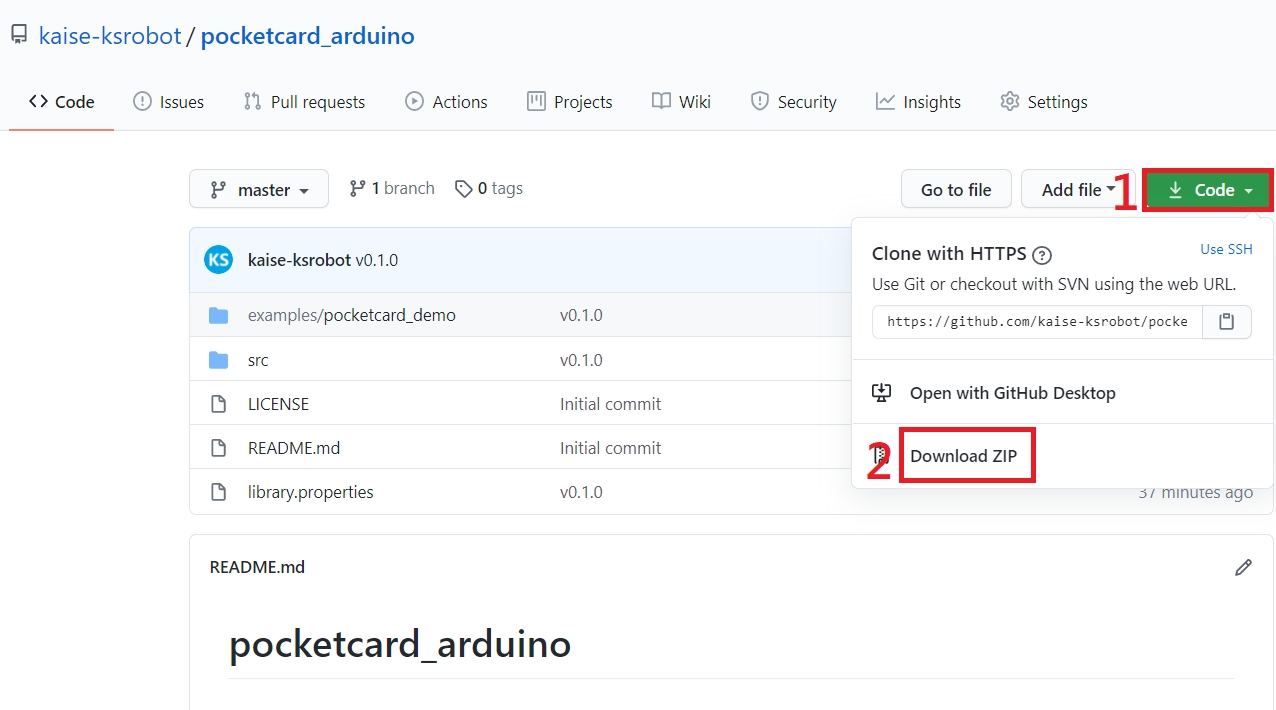 kaise-ksrobot / pocketcard_arduino
Code Issues Pull requests Actions Projects Wiki Security Insights Settings
master 1 branch 0 tags Go to file Add file 1 Code
KS kaise-ksrobot v0.1.0
Clone with HTTPS ? Use SSH
Use Git or checkout with SVN using the web URL.
https://github.com/kaise-ksrobot/pocke
Open with GitHub Desktop
2 Download ZIP
examples/pocketcard_demo v0.1.0
src v0.1.0
LICENSE Initial commit
README.md Initial commit
library.properties v0.1.0 37 minutes ago
README.md
pocketcard_arduino